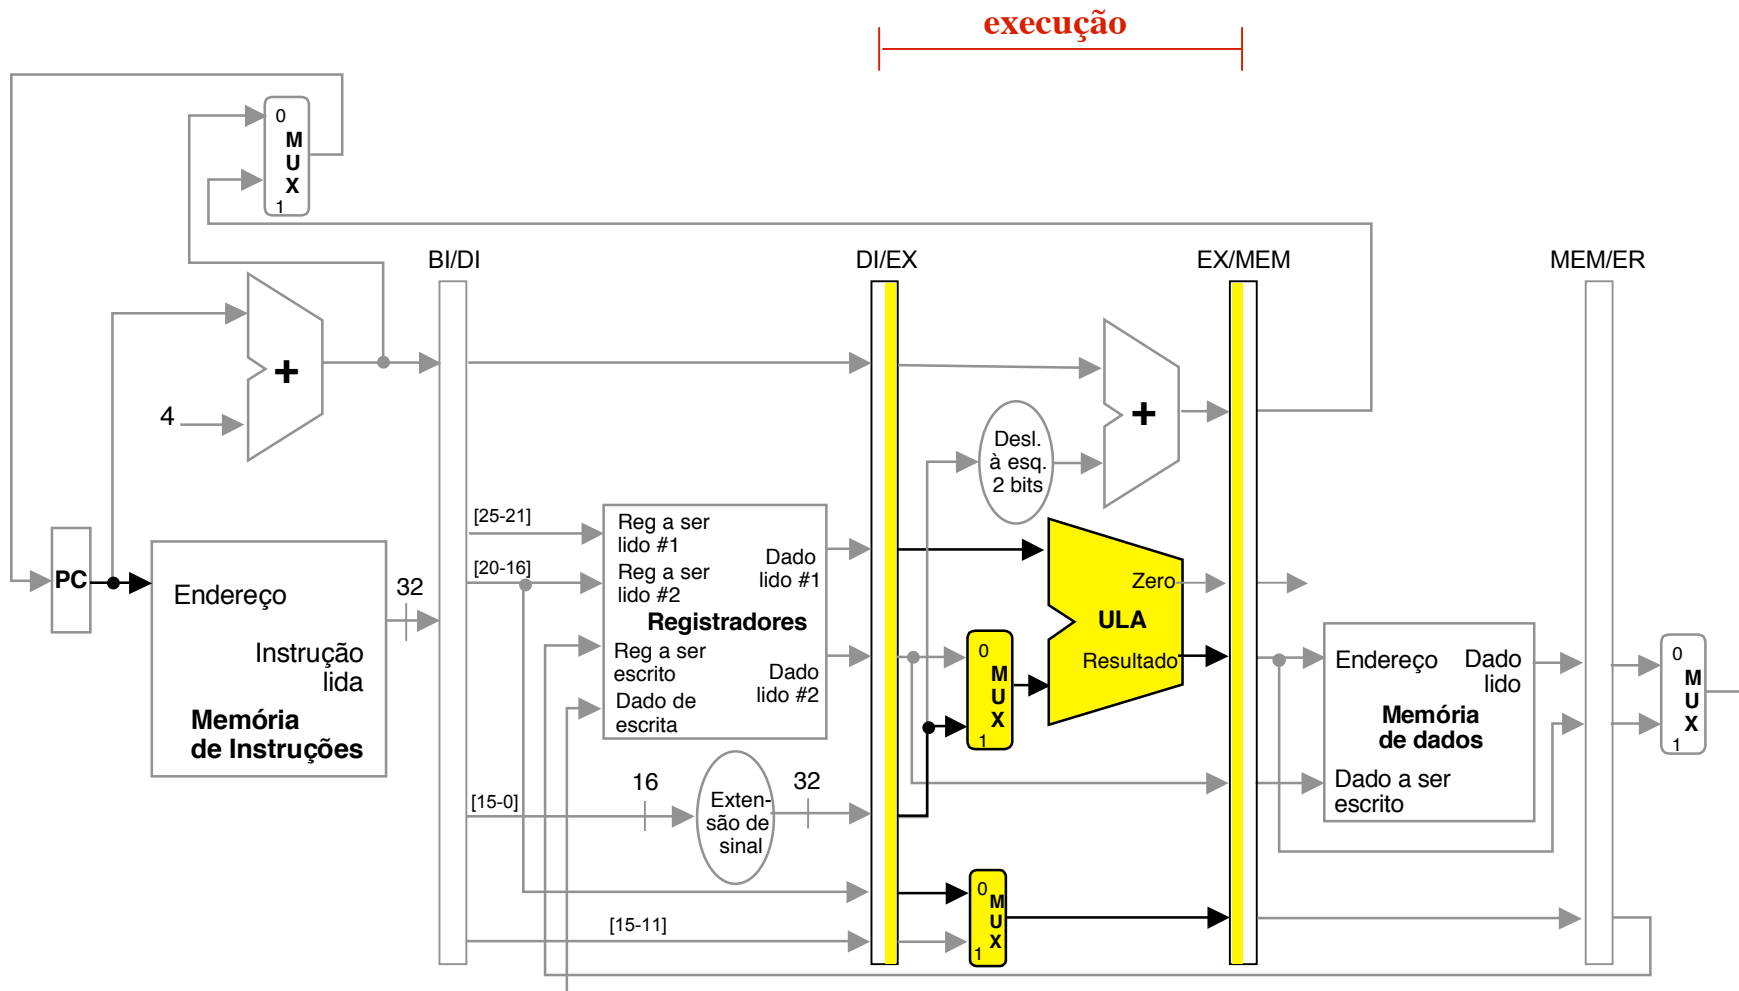 execução
0
M
U
X
1
BI/DI
DI/EX
EX/MEM
MEM/ER
+
4
+
Desl.
à esq.
2 bits
[25-21]
[20-16]
PC
Endereço
32
Instrução
lida
Memória
de Instruções
Reg a ser
lido #1
Reg a ser
lido #2
Registradores
Reg a ser
escrito
Dado de
escrita
Dado
lido #1
Dado
lido #2
0
M
U
X
1
Zero
ULA
Resultado
Endereço
Dado
lido
Memória
de dados
Dado a ser
escrito
0
M
U
X
1
[15-0]
16
Exten-
são de
sinal
32
[15-11]
0
M
U
X
1